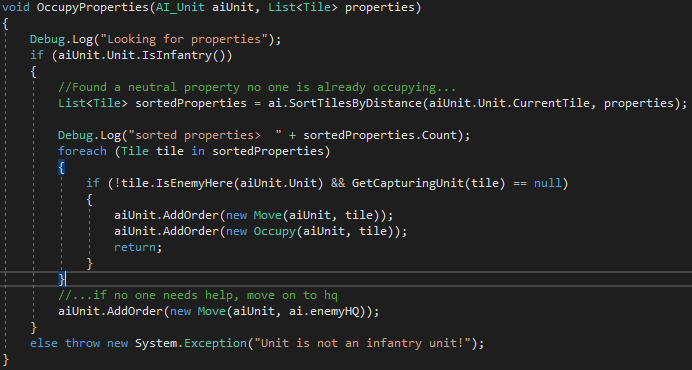 void OccupyProperties(AI_Unit aiUnit, List<Tile> properties)
{
Debug.Log("Looking for properties");
if (aiUnit.Unit.IsInfantry())
{
//Found a neutral property no one is already occupying...
List<Tile> sortedProperties = ai.SortTilesByDistance(aiUnit.Unit.CurrentTile, properties);
Debug.Log("sorted properties>  " + sortedProperties.Count);
foreach (Tile tile in sortedProperties)
{
if (!tile.IsEnemyHere(aiUnit.Unit) && GetCapturingUnit(tile) == null)
{
aiUnit.AddOrder(new Move(aiUnit, tile));
aiUnit.AddOrder(new Occupy(aiUnit, tile));
return;
}
}
//...if no one needs help, move on to hq
aiUnit.AddOrder(new Move(aiUnit, ai.enemyHQ));
}
else throw new System.Exception("Unit is not an infantry unit!");
}